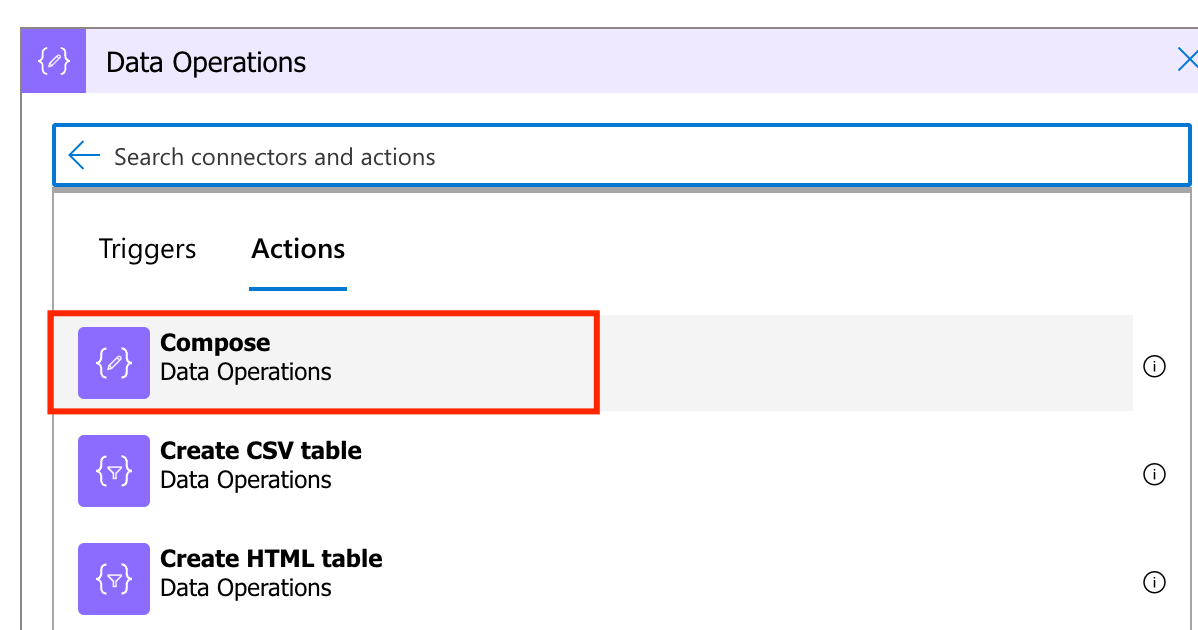 Data Operations
Search connectors and actions
Triggers Actions
Compose
Data Operations
Create CSV table
Data Operations
Create HTML table
Data Operations